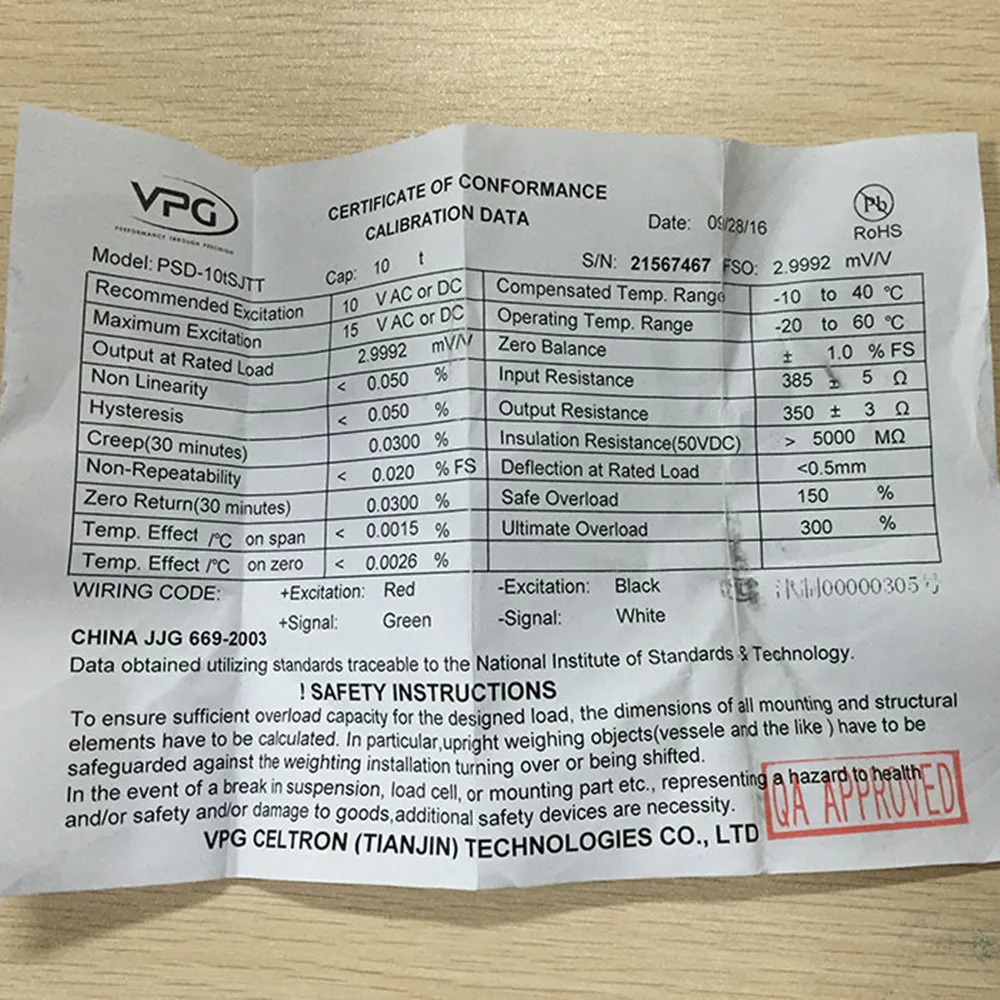 VPG
PERFORMANCE THROUGH PRECISION
CERTIFICATE OF CONFORMANCE
CALIBRATION DATA
Date: 09/28/16
Pb
RoHS
Model: PSD-10tSJTT Cap: 10 t S/N: 21567467 FSO: 2.9992 mV/V
Recommended Excitation 10 V AC or DC Compensated Temp. Range -10 to 40 °C
Maximum Excitation 15 V AC or DC Operating Temp. Range -20 to 60 °C
Output at Rated Load 2.9992 mV/V Zero Balance ± 1.0 % FS
Non Linearity < 0.050 % Input Resistance 385 ± 5 Ω
Hysteresis < 0.050 % Output Resistance 350 ± 3 Ω
Creep(30 minutes) 0.0300 % Insulation Resistance(50VDC) > 5000 MΩ
Non-Repeatability < 0.020 % FS Deflection at Rated Load <0.5mm
Zero Return(30 minutes) 0.0300 % Safe Overload 150 %
Temp. Effect /°C on span < 0.0015 % Ultimate Overload 300 %
Temp. Effect /°C on zero < 0.0026 %
WIRING CODE: +Excitation: Red -Excitation: Black 00000305号
+Signal: Green -Signal: White
CHINA JJG 669-2003
Data obtained utilizing standards traceable to the National Institute of Standards & Technology.
! SAFETY INSTRUCTIONS
To ensure sufficient overload capacity for the designed load, the dimensions of all mounting and structural
elements have to be calculated. In particular,upright weighing objects(vessele and the like ) have to be
safeguarded against the weighting installation turning over or being shifted.
In the event of a break in suspension, load cell, or mounting part etc., representing a hazard to health
and/or safety and/or damage to goods,additional safety devices are necessity.
QA APPROVED
VPG CELTRON (TIANJIN) TECHNOLOGIES CO., LTD